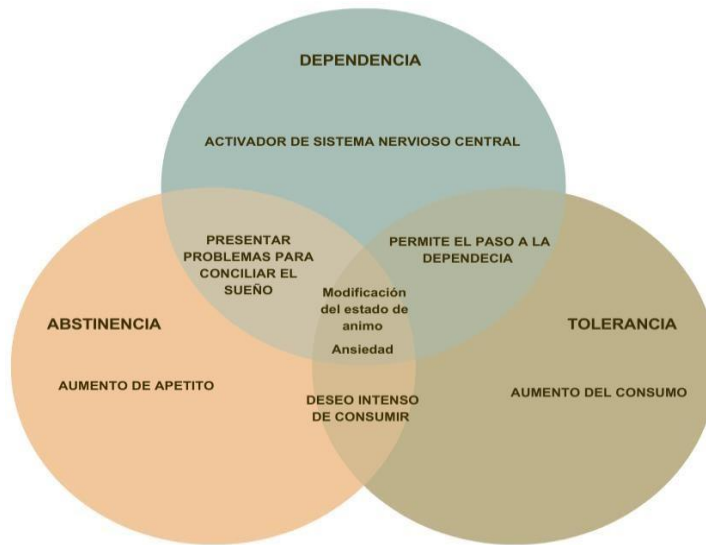 DEPENDENCIA
ACTIVADOR DE SISTEMA NERVIOSO CENTRAL
PRESENTAR
PROBLEMAS PARA
CONCILIAR EL
SUEÑO
PERMITE EL PASO A LA
DEPENDECIA
Modificación
del estado de
animo
Ansiedad
ABSTINENCIA
TOLERANCIA
AUMENTO DE APETITO
DESEO INTENSO
DE CONSUMIR
AUMENTO DEL CONSUMO